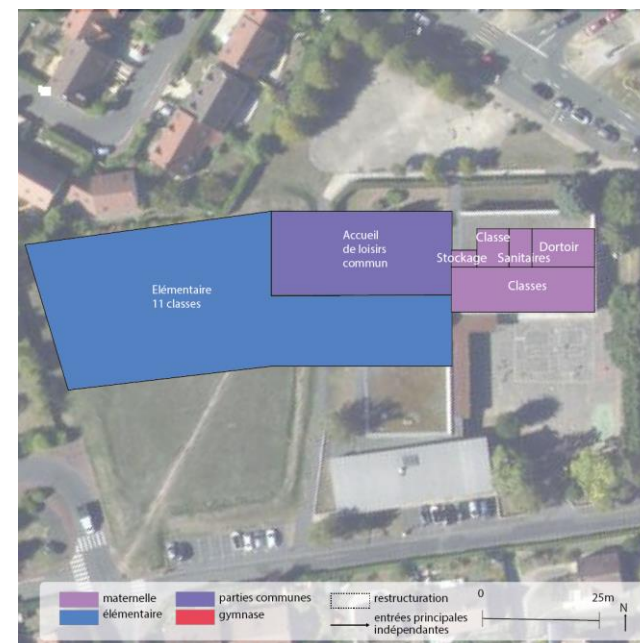 Accueil
de loisirs
commun
Classe
Stockage
Sanitaires
Dortoir
Classes
Elémentaire
11 classes
maternelle
élémentaire
parties communes
gymnase
restructuration
entrées principales
indépendantes
0
25m
N